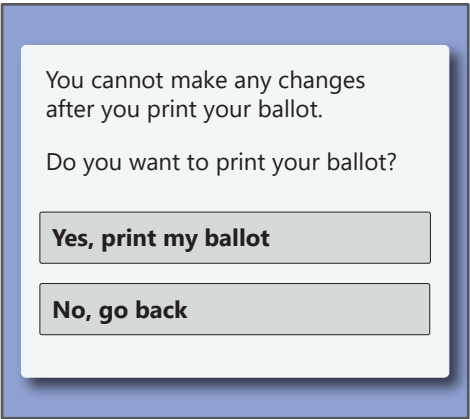 You cannot make any changes
after you print your ballot.
Do you want to print your ballot?
Yes, print my ballot
No, go back